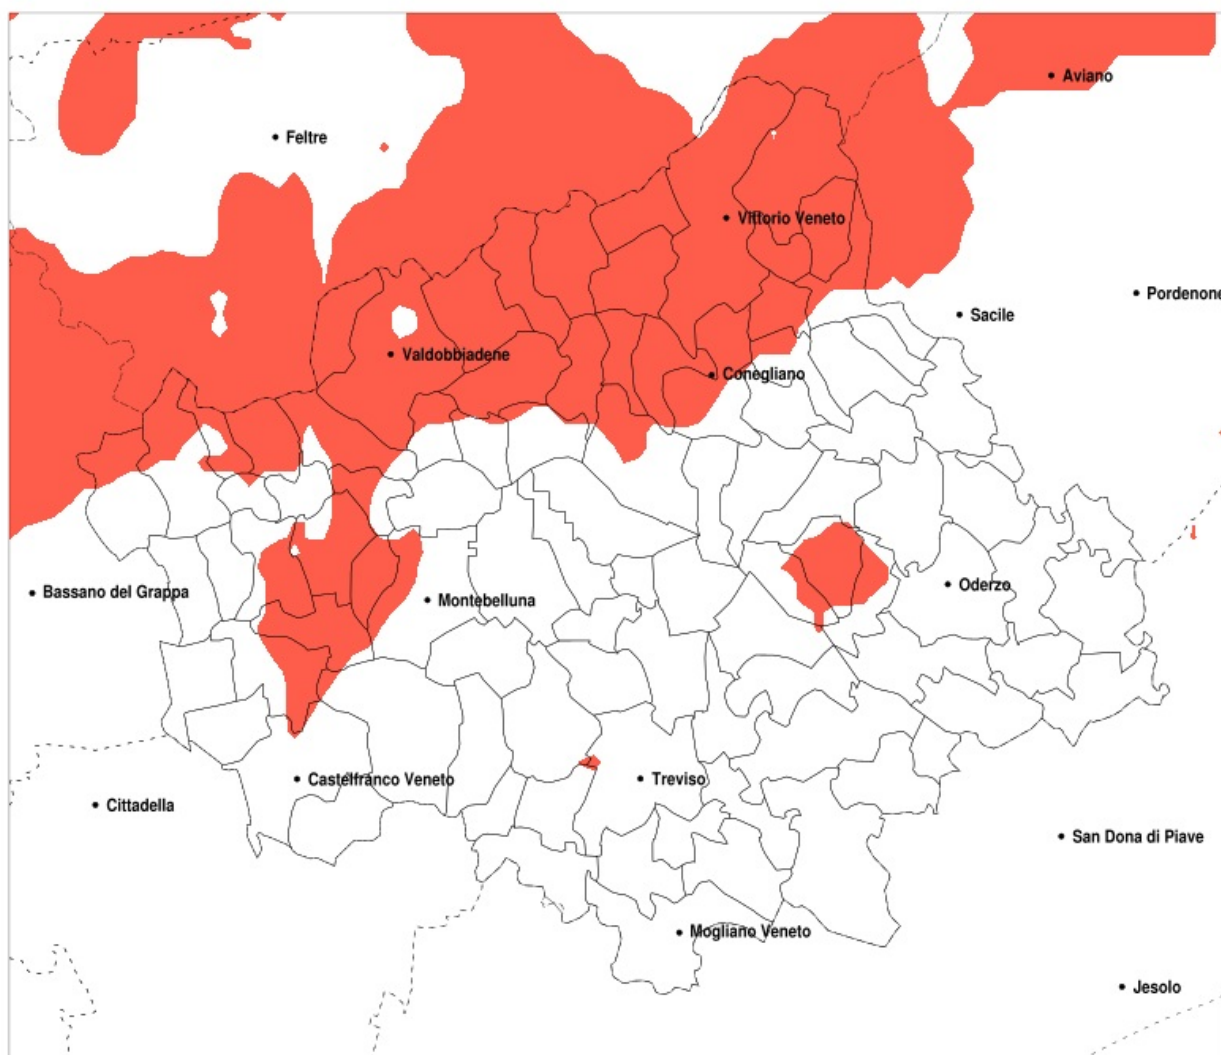 Aviano
Feltre
Vittorio Veneto
Pordenone
Sacile
Valdobbiadene
Conegliano
Oderzo
Bassano del Grappa
Montebelluna
Castelfranco Veneto
Treviso
Cittadella
San Dona di Piave
Mogliano Veneto
Jesolo